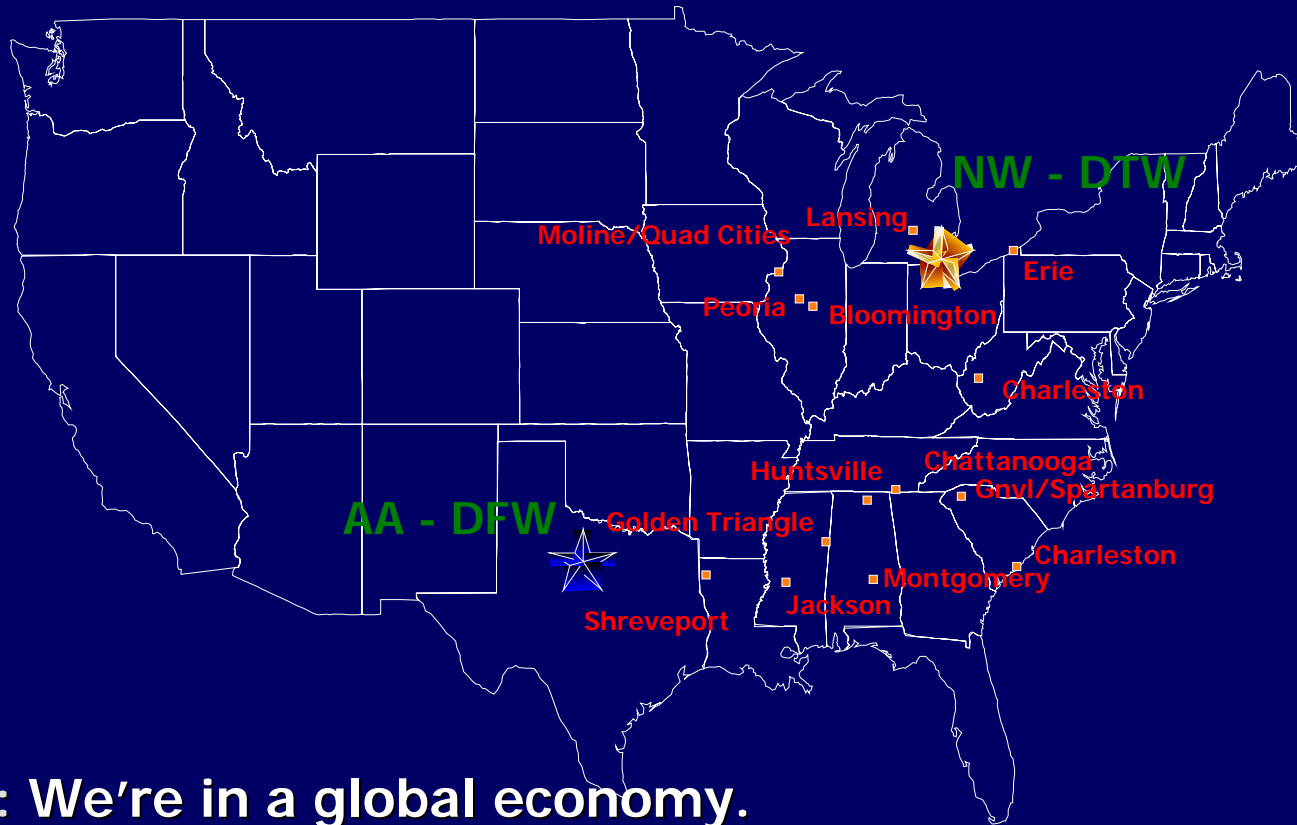 NW - DTW
Lansing
Moline/Quad Cities
Erie
Peoria
Bloomington
Charleston
Huntsville
Chattanooga
Gnvl/Spartanburg
AA - DFW
Golden Triangle
Charleston
Montgomery
Jackson
Shreveport
: We're in a global economy.